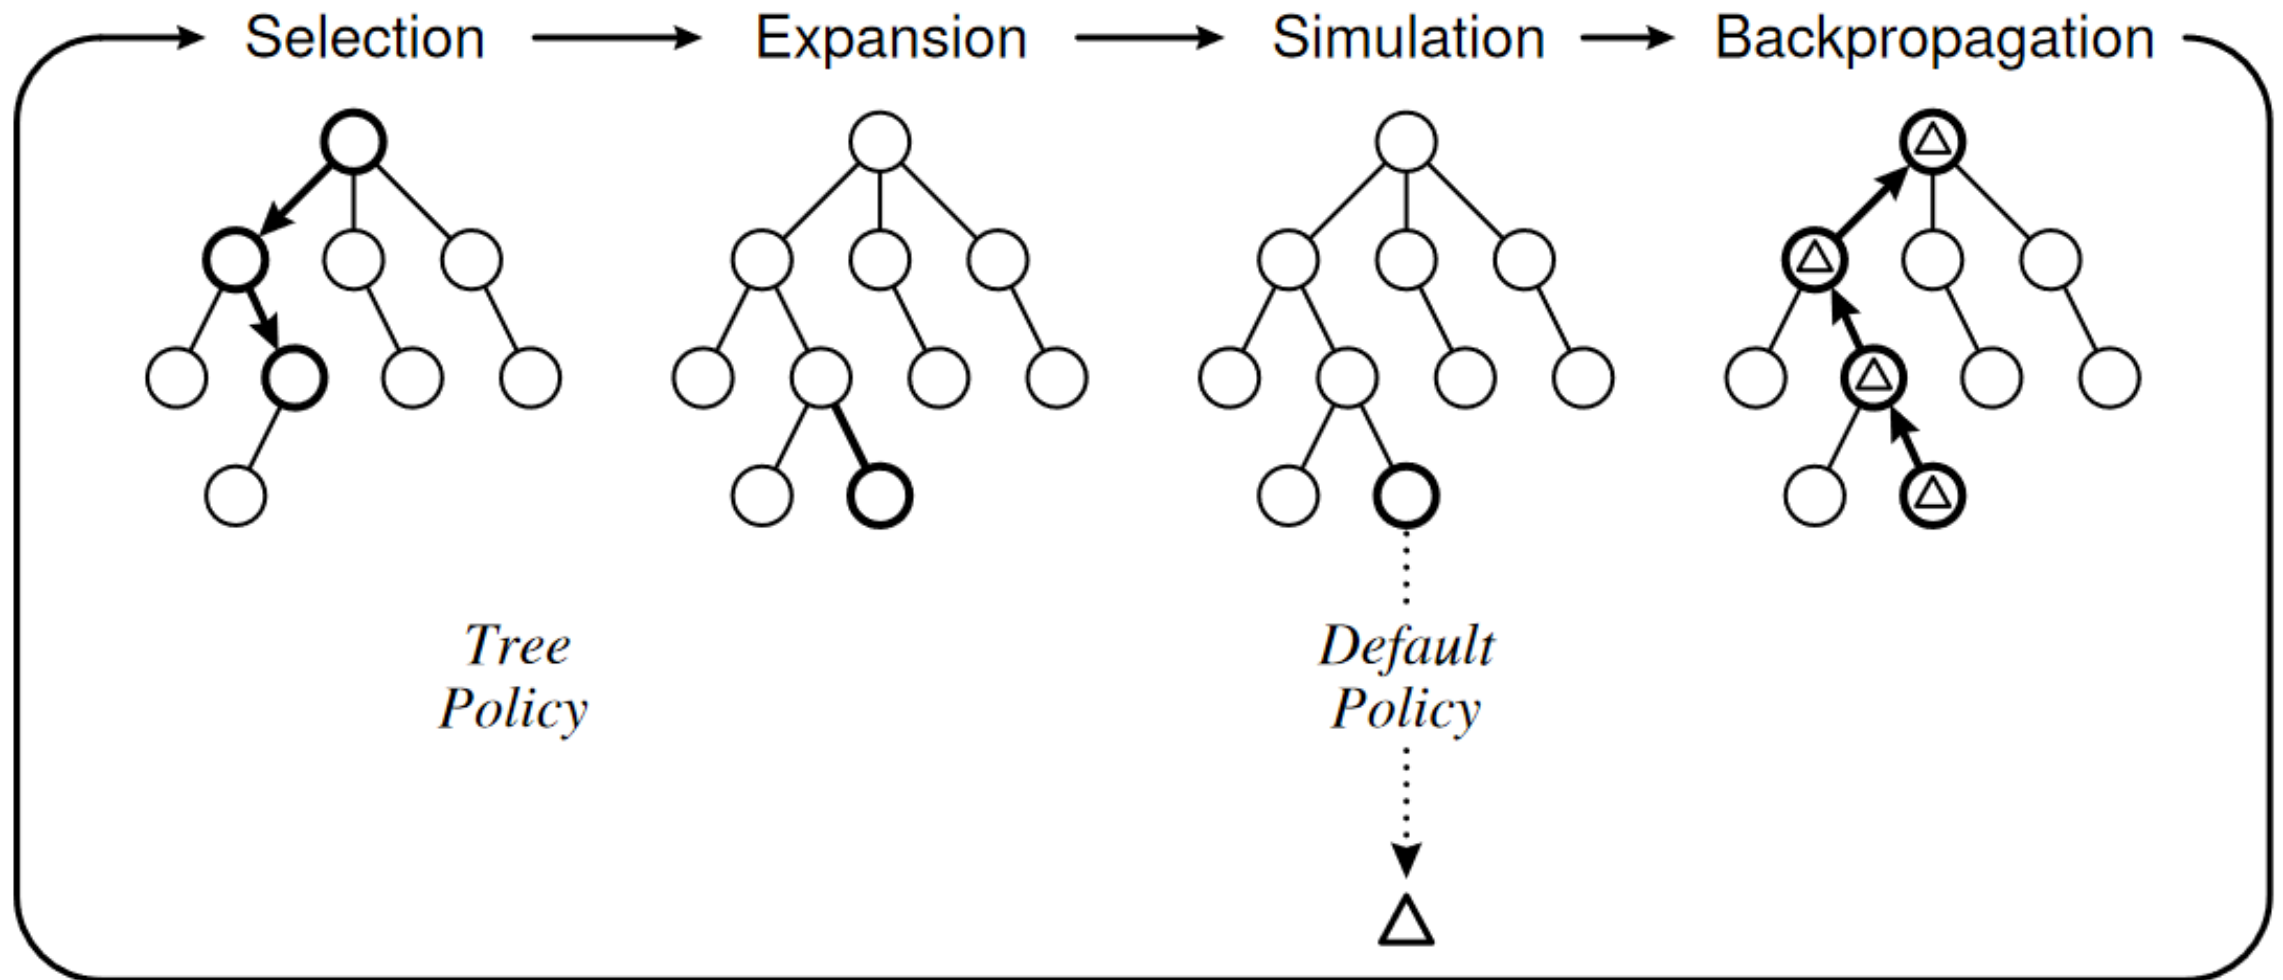 Selection
Expansion
Simulation
Backpropagation
Tree
Policy
Default
Policy